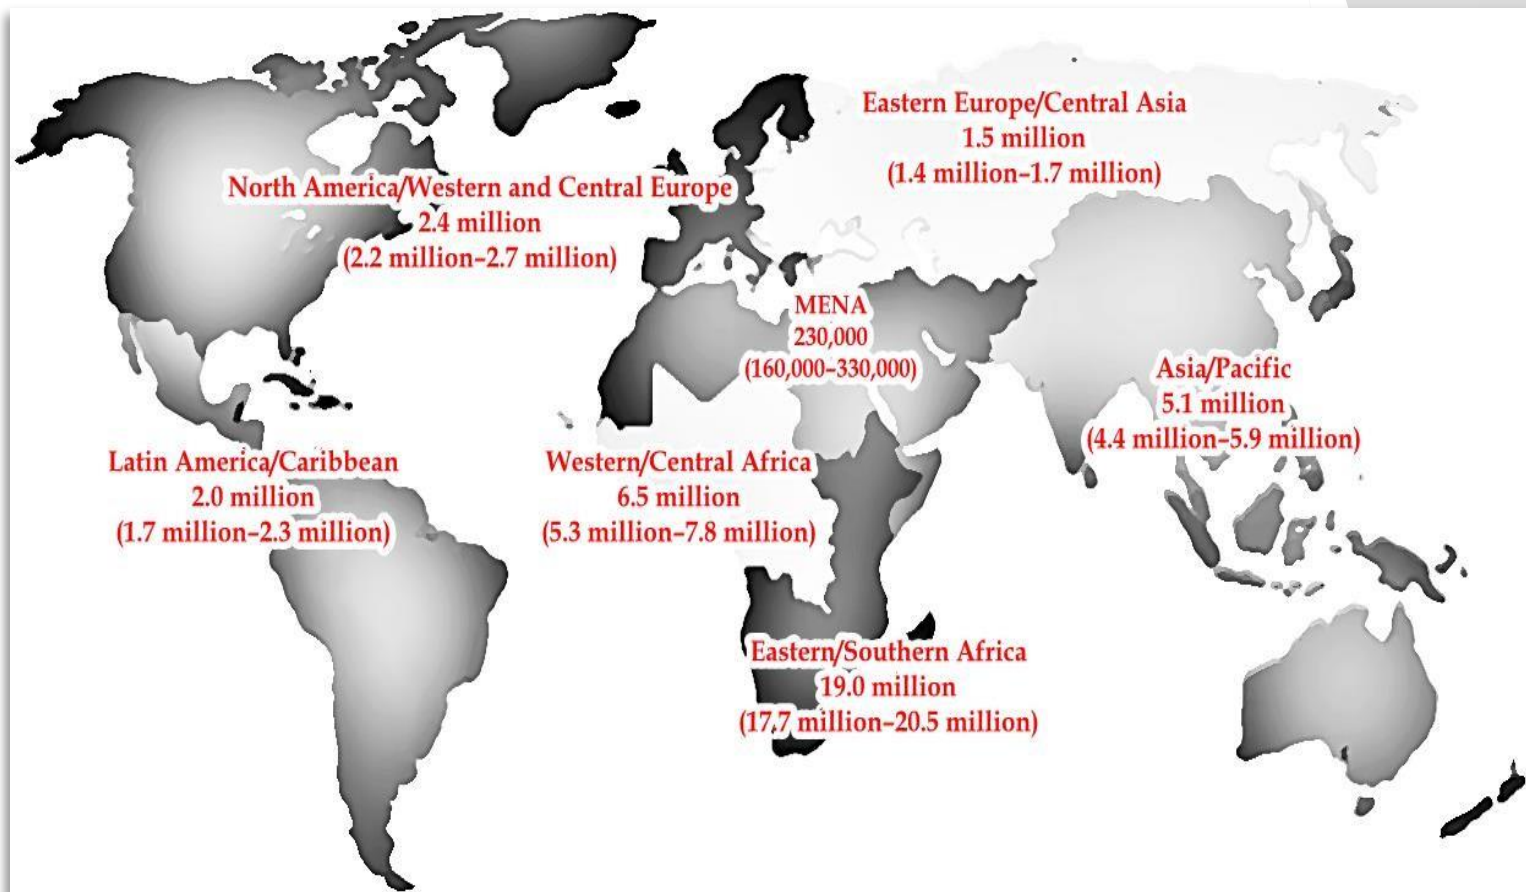 Eastern Europe/Central Asia
1.5 million
(1.4 million–1.7 million)
North America/Western and Central Europe
2.4 million
(2.2 million–2.7 million)
MENA
230,000
(160,000–330,000)
Asia/Pacific
5.1 million
(4.4 million–5.9 million)
Latin America/Caribbean
2.0 million
(1.7 million–2.3 million)
Western/Central Africa
6.5 million
(5.3 million–7.8 million)
Eastern/Southern Africa
19.0 million
(17.7 million–20.5 million)